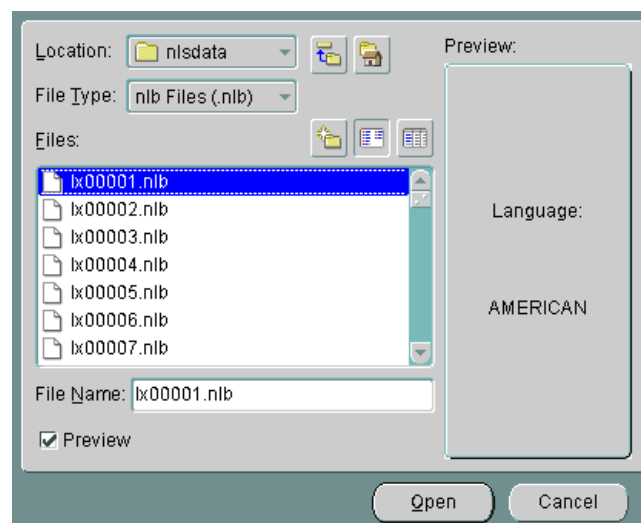 Location: nlsdata
Preview:
File Type: nlb Files (.nlb)
Files:
lx00001.nlb
lx00002.nlb
lx00003.nlb
lx00004.nlb
lx00005.nlb
lx00006.nlb
lx00007.nlb
Language:
AMERICAN
File Name: lx00001.nlb
Preview
Open Cancel